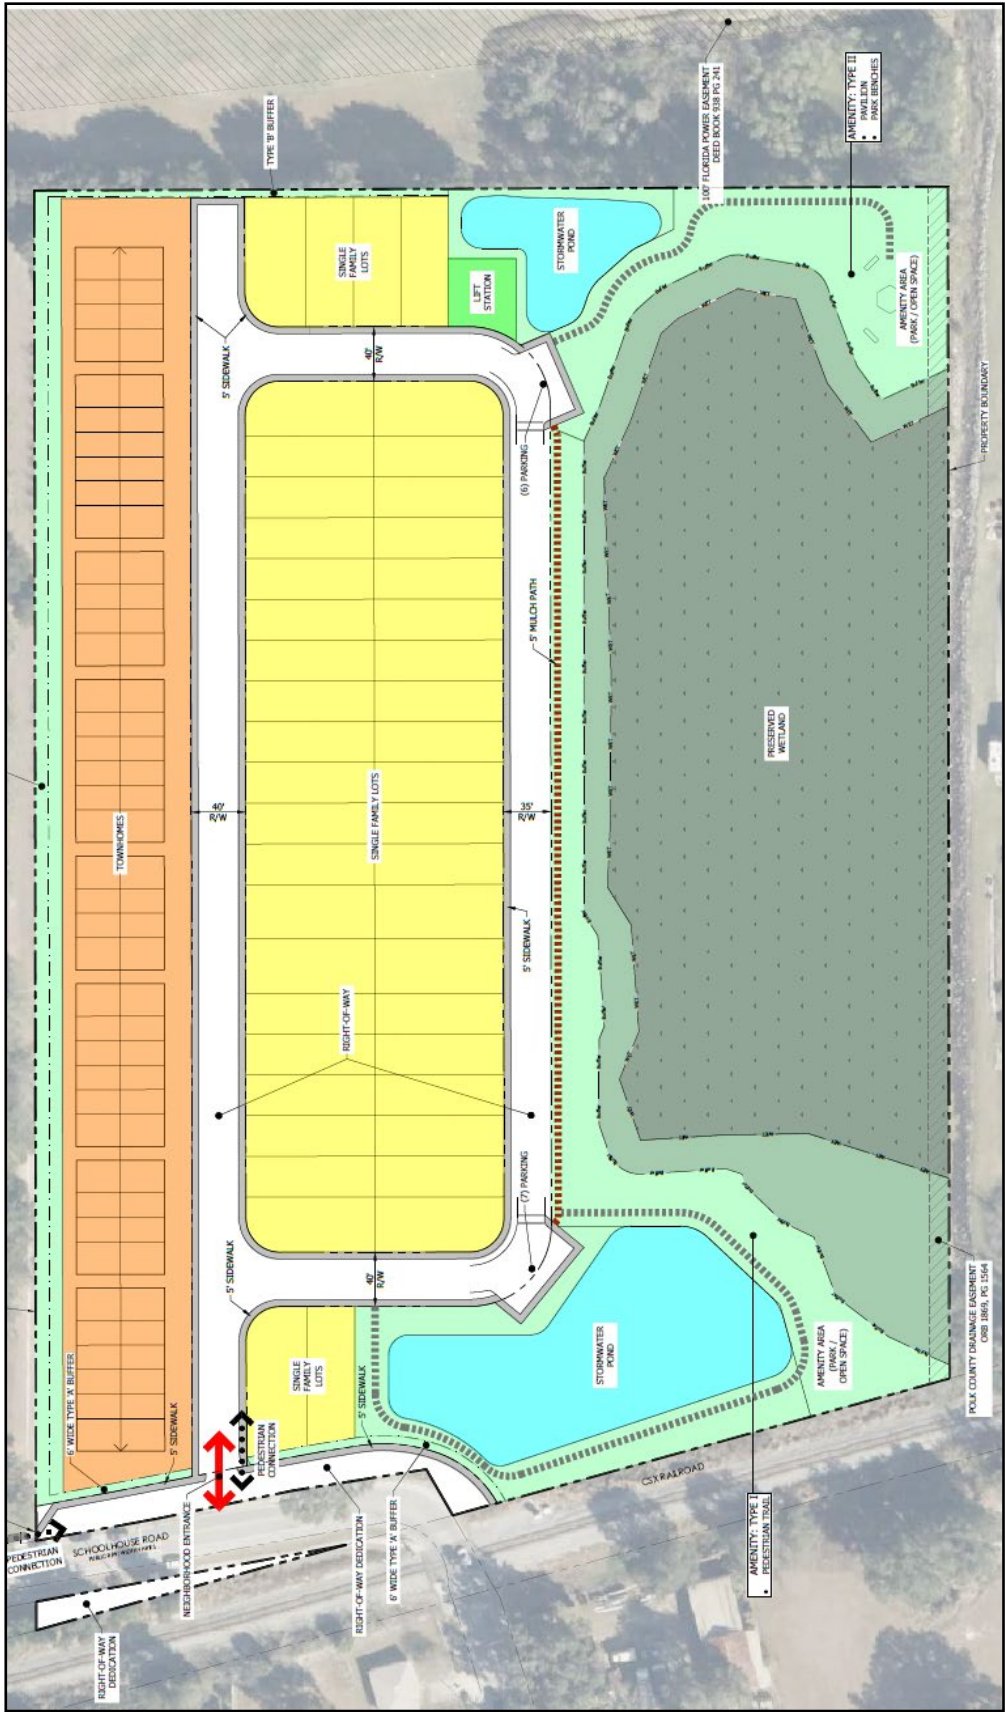 100' FLORIDA POWER EASEMENT
DEED BOOK 938 PG 241
AMENITY: TYPE II
• PAVILION
• PARK BENCHES
TYPE 'B' BUFFER
SINGLE
FAMILY
LOTS
LIFT
STATION
STORMWATER
POND
AMENITY AREA
(PARK / OPEN SPACE)
5' SIDEWALK
40'
R/W
(6) PARKING
PROPERTY BOUNDARY
5' MULCH PATH
PRESERVED
WETLAND
TOWNHOMES
40'
R/W
SINGLE FAMILY LOTS
35'
R/W
5' SIDEWALK
RIGHT-OF-WAY
(7) PARKING
5' SIDEWALK
40'
R/W
POLK COUNTY DRAINAGE EASEMENT
ORB 1869, PG 1564
6' WIDE TYPE 'A' BUFFER
5' SIDEWALK
SINGLE
FAMILY
LOTS
5' SIDEWALK
STORMWATER
POND
AMENITY AREA
(PARK /
OPEN SPACE)
PEDESTRIAN
CONNECTION
NEIGHBORHOOD ENTRANCE
CSX RAILROAD
PEDESTRIAN
CONNECTION
SCHOOLHOUSE ROAD
RIGHT-OF-WAY DEDICATION
6' WIDE TYPE 'A' BUFFER
AMENITY: TYPE I
• PEDESTRIAN TRAIL
RIGHT-OF-WAY
DEDICATION